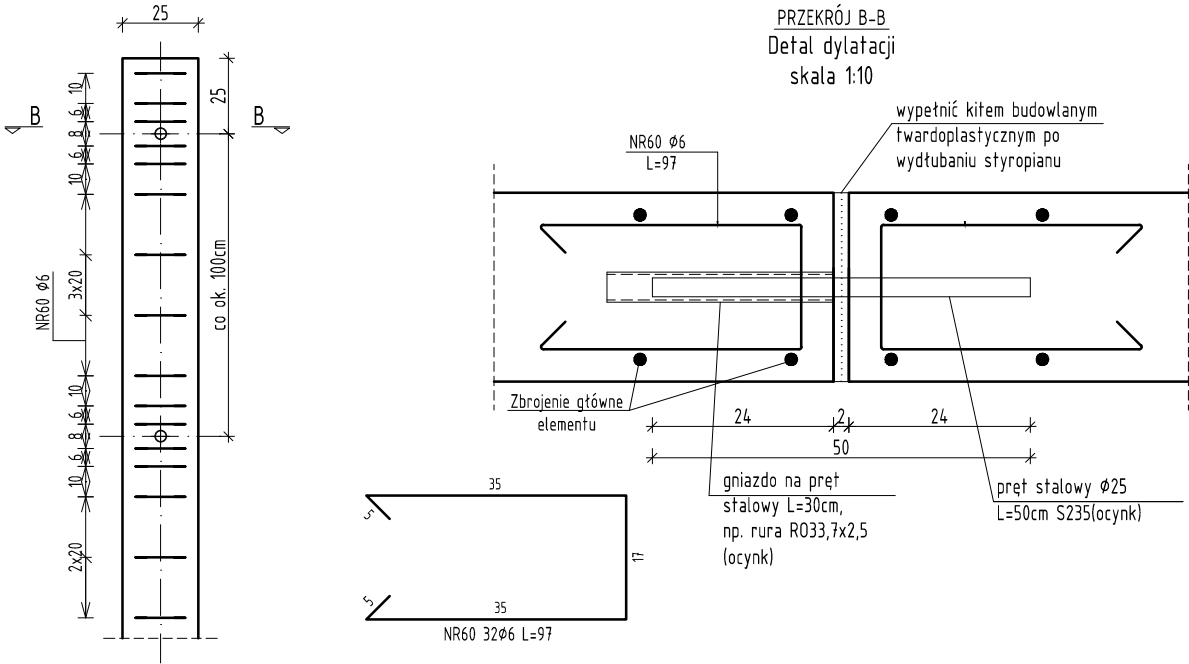 25
10
6
8
6
10
3x20
10
6
8
6
10
2x20
NR60 Φ6
25
co ok. 100cm
B
B
PRZEKRÓJ B-B
Detal dylatacji
skala 1:10
NR60 Φ6
L=97
wypełnić kitem budowlanym
twardoplastycznym po
wydłubaniu styropianu
Zbrojenie główne
elementu
24
2
24
50
gniazdo na pręt
stalowy L=30cm,
np. rura RO33,7x2,5
(ocynk)
pręt stalowy Φ25
L=50cm S235(ocynk)
35
5
17
5
35
NR60 32Φ6 L=97